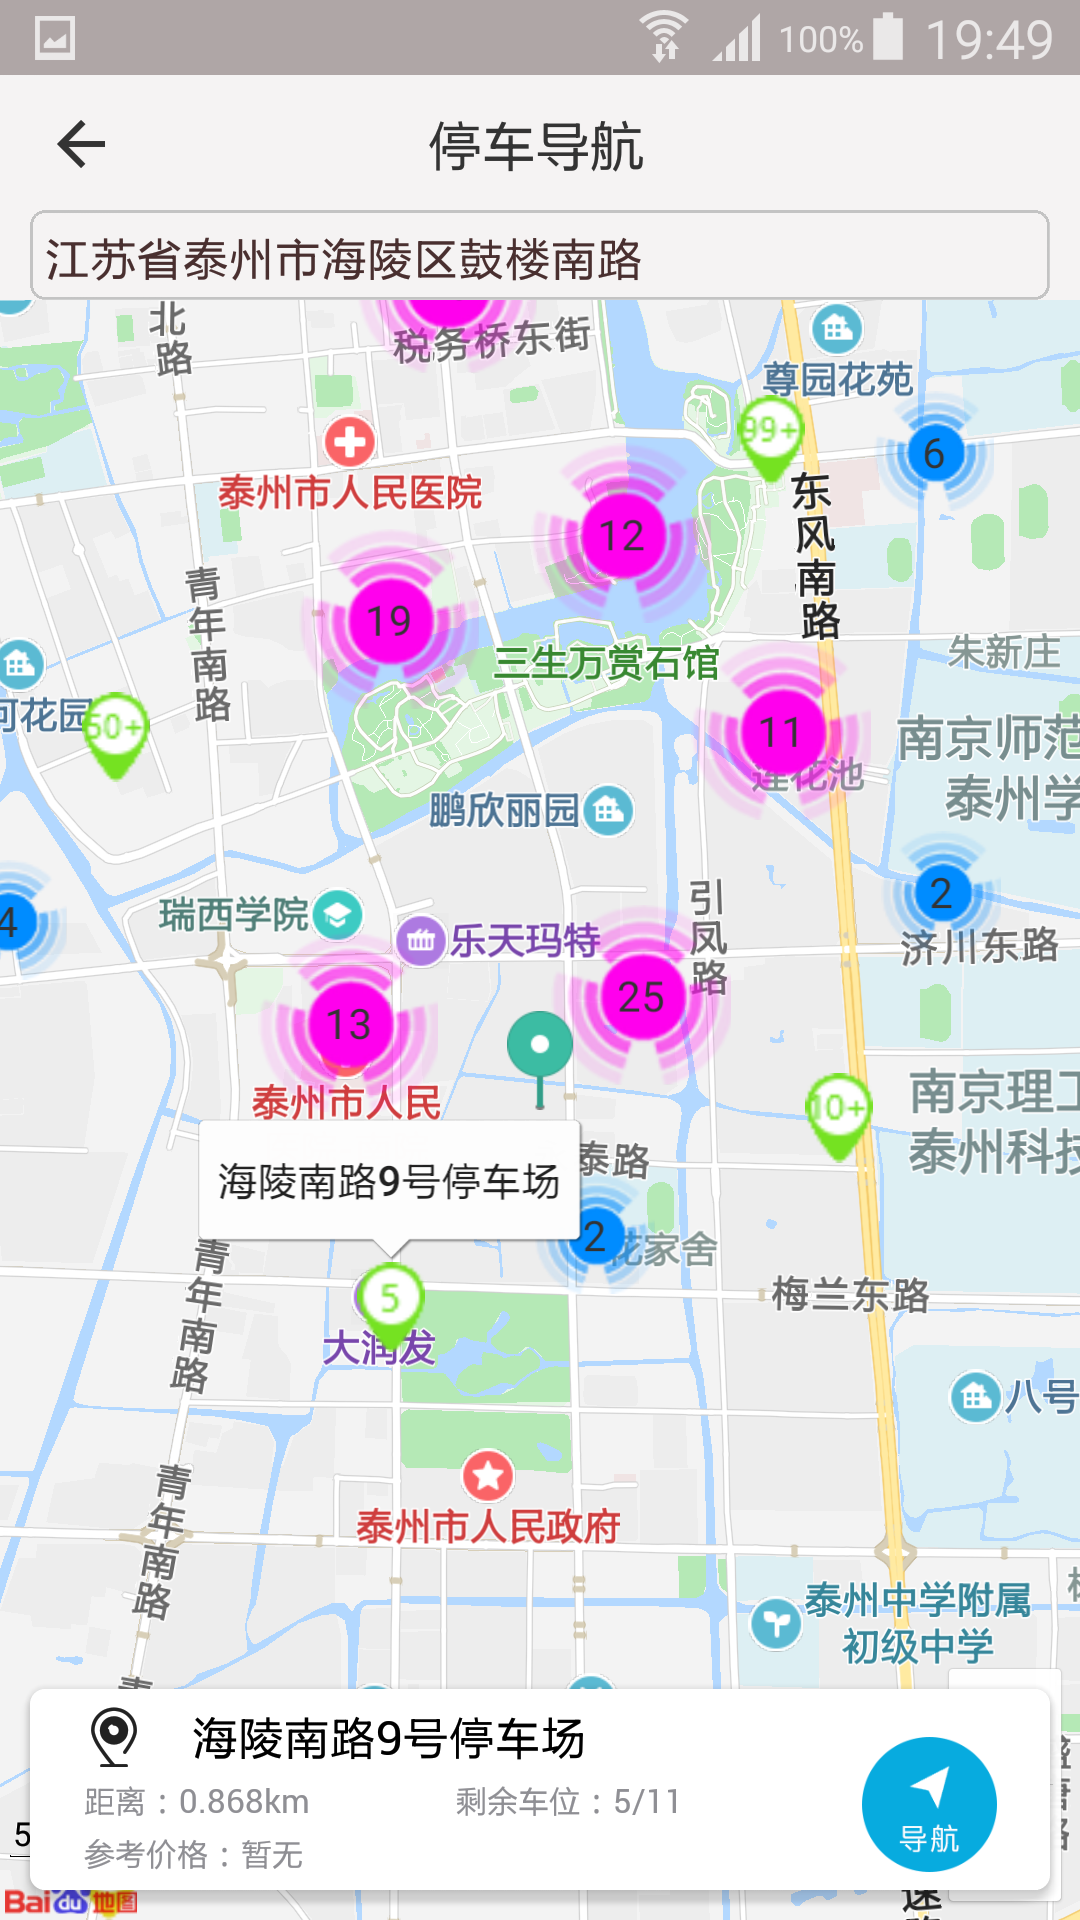 100% 19:49
停车导航
江苏省泰州市海陵区鼓楼南路
北路
税务桥东街
尊园花苑
99+
6
泰州市人民医院
东风南路
12
19
青年南路
三生万赏石馆
朱新庄
河花园
50+
11
南京师范
泰州学
莲花池
鹏欣丽园
2
4
瑞西学院
乐天玛特
引凤路
济川东路
25
13
泰州市人民
10+
南京理工
泰州科技
海陵南路9号停车场
泰路
2
花家舍
青年南路
5
梅兰东路
大润发
八号
青年南路
泰州市人民政府
泰州中学附属
初级中学
海陵南路9号停车场
距离：0.868km
剩余车位：5/11
参考价格：暂无
导航
5
Bai du 地图